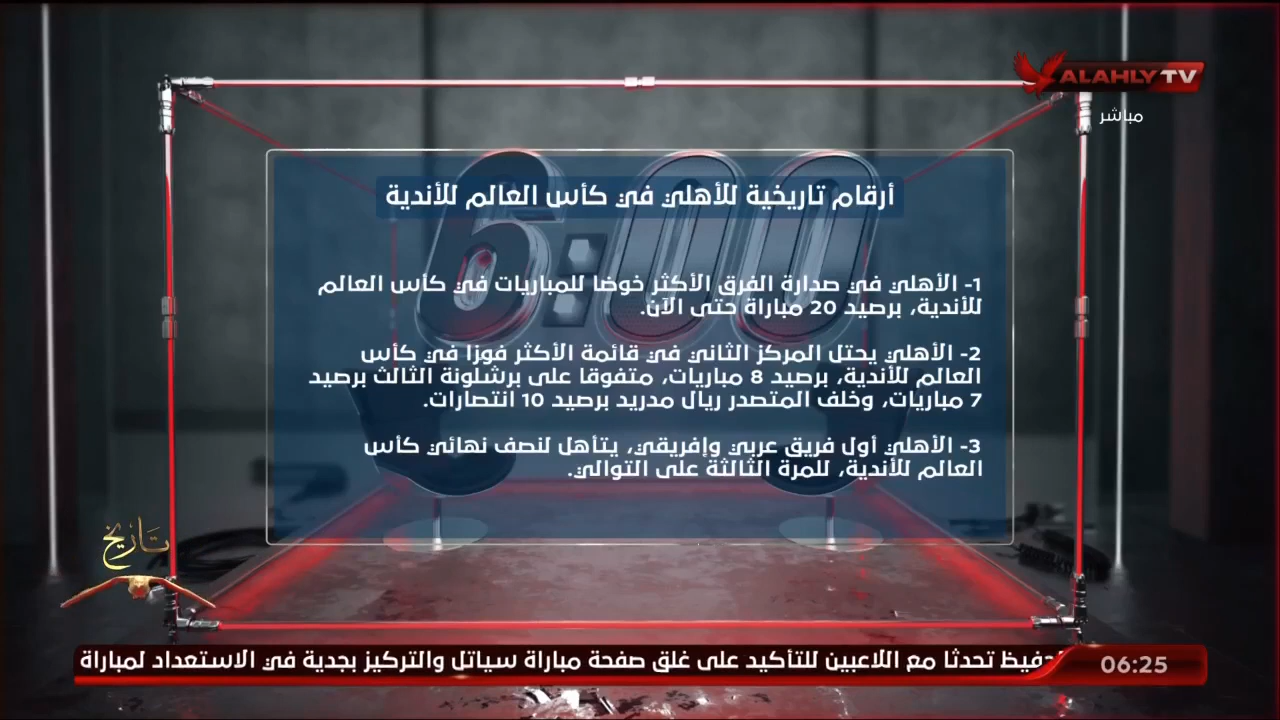 ALAHLY TV
مباشر
أرقام تاريخية للأهلي في كأس العالم للأندية
6:00
1- الأهلي في صدارة الفرق الأكثر خوضا للمباريات في كأس العالم
للأندية، برصيد 20 مباراة حتى الآن.
2- الأهلي يحتل المركز الثاني في قائمة الأكثر فوزا في كأس
العالم للأندية، برصيد 8 مباريات، متفوقا على برشلونة الثالث برصيد
7 مباريات، وخلف المتصدر ريال مدريد برصيد 10 انتصارات.
3- الأهلي أول فريق عربي وإفريقي، يتأهل لنصف نهائي كأس
العالم للأندية، للمرة الثالثة على التوالي.
تاريخ
تحدثا مع اللاعبين للتأكيد على غلق صفحة مباراة سياتل والتركيز بجدية في الاستعداد لمباراة
06:25